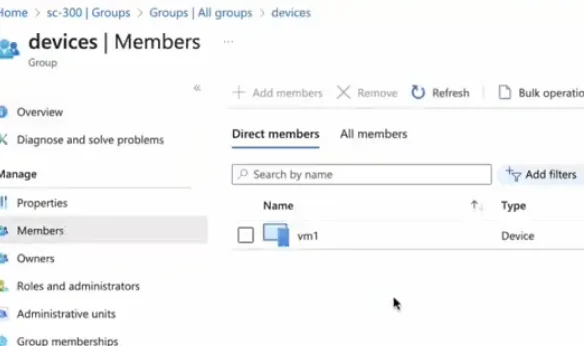 Home > sc-300 | Groups > Groups | All groups > devices
devices | Members ...
Group
«
Add members Remove Refresh Bulk operatio
Overview
Diagnose and solve problems
Direct members All members
Search by name
Add filters
Manage
Properties
Name Type
Members
vm1 Device
Owners
Roles and administrators
Administrative units
Group memberships